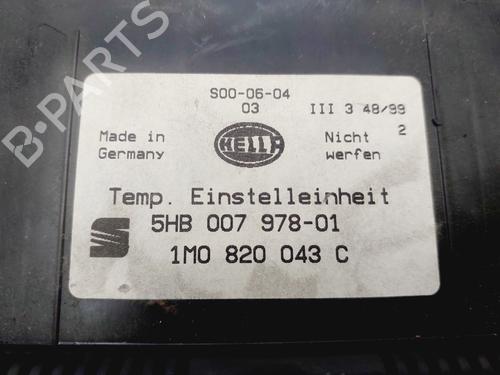 S00-06-04
03
III 3 48/99
2
Made in
Germany
HELLA
Nicht
werfen
Temp. Einstelleinheit
5HB 007 978-01
1M0 820 043 C
B-PARTS